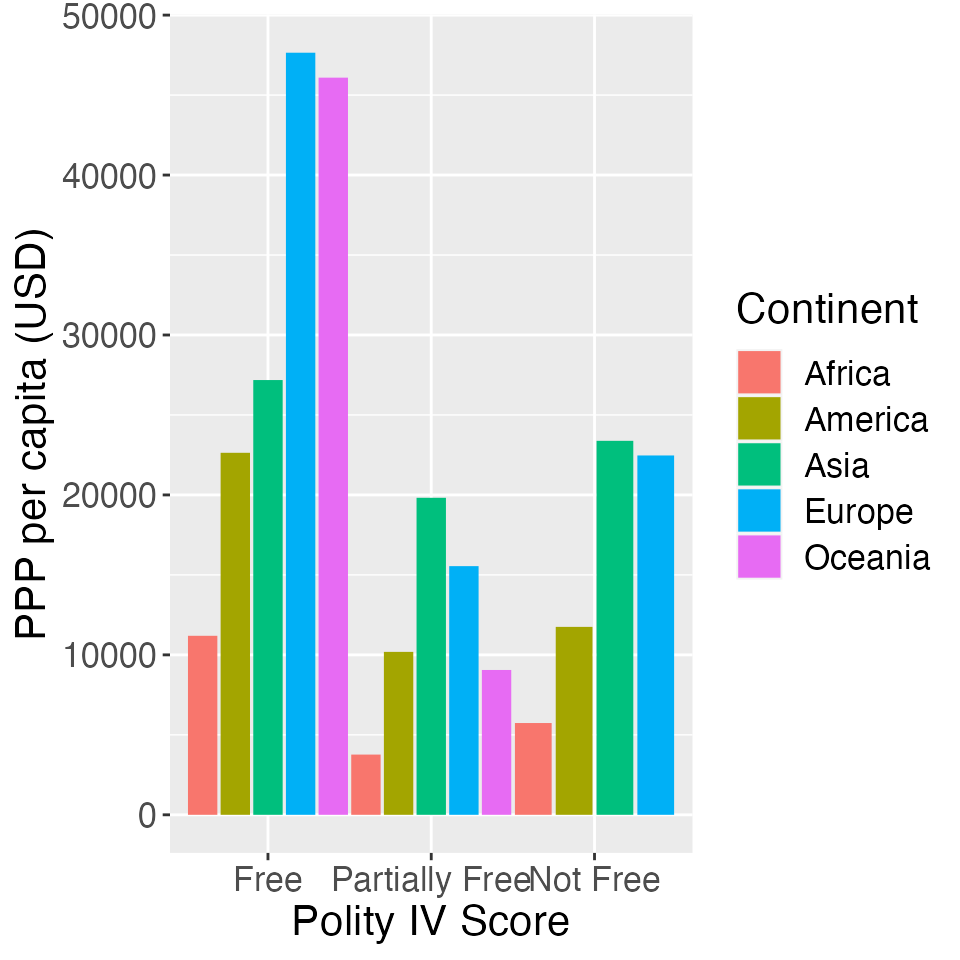 50000
40000
30000
20000
10000
0
PPP per capita (USD)
Free Partially Free Not Free
Polity IV Score
Continent
Africa
America
Asia
Europe
Oceania